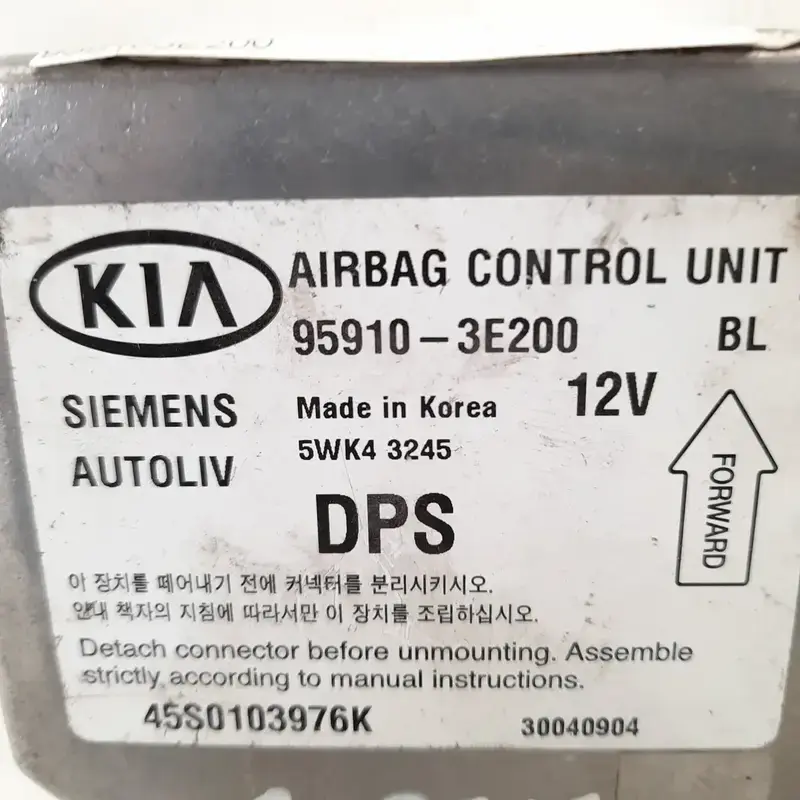 KIA
AIRBAG CONTROL UNIT
95910-3E200 BL
SIEMENS
AUTOLIV
Made in Korea 12V
5WK4 3245
DPS
FORWARD
이 장치를 떼어내기 전에 커넥터를 분리시키시오.
안내 책자의 지침에 따라서만 이 장치를 조립하십시오.
Detach connector before unmounting. Assemble
strictly according to manual instructions.
45S0103976K 30040904